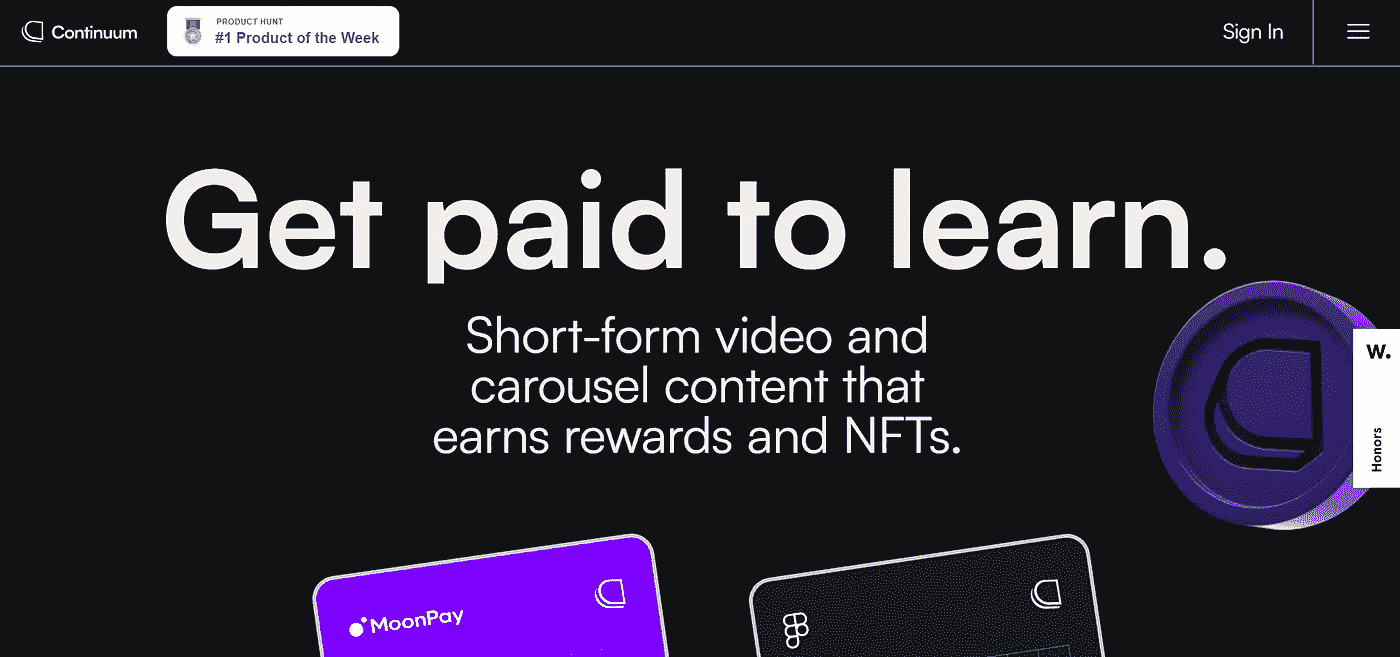 Continuum
PRODUCT HUNT
#1 Product of the Week
Sign In
Get paid to learn.
Short-form video and
carousel content that
earns rewards and NFTs.
W.
Honors
MoonPay